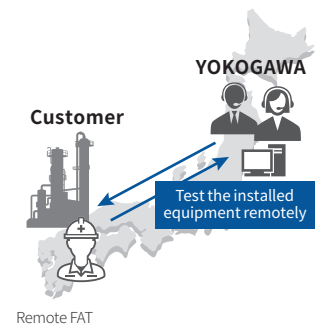 YOKOGAWA
Customer
Test the installed
equipment remotely
Remote FAT